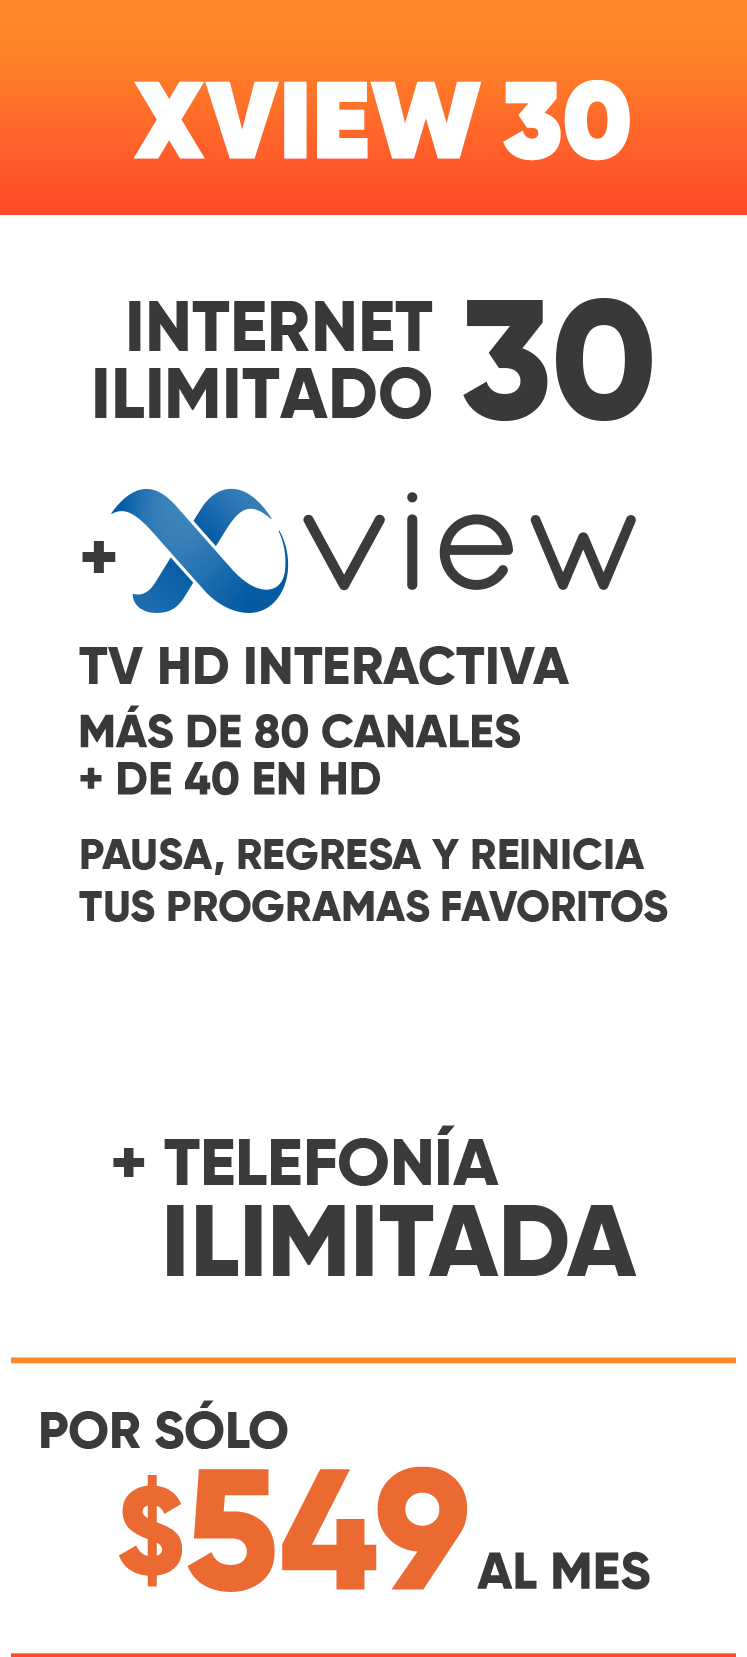 XVIEW 30
INTERNET
ILIMITADO 30
+ Xview
TV HD INTERACTIVA
MÁS DE 80 CANALES
+ DE 40 EN HD
PAUSA, REGRESA Y REINICIA
TUS PROGRAMAS FAVORITOS
+ TELEFONÍA
ILIMITADA
POR SÓLO
$549 AL MES